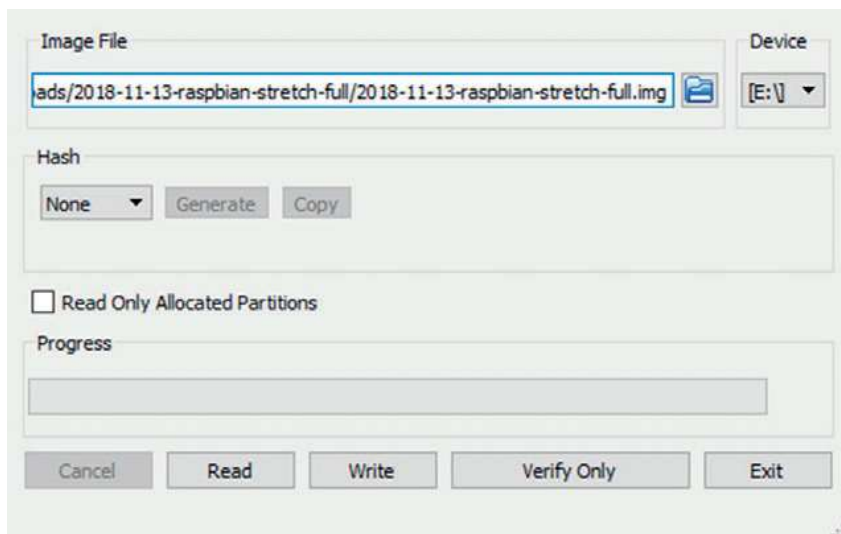 Image File
Device
oads/2018-11-13-raspbian-stretch-full/2018-11-13-raspbian-stretch-full.img
[E:\]
Hash
None
Generate
Copy
Read Only Allocated Partitions
Progress
Cancel
Read
Write
Verify Only
Exit